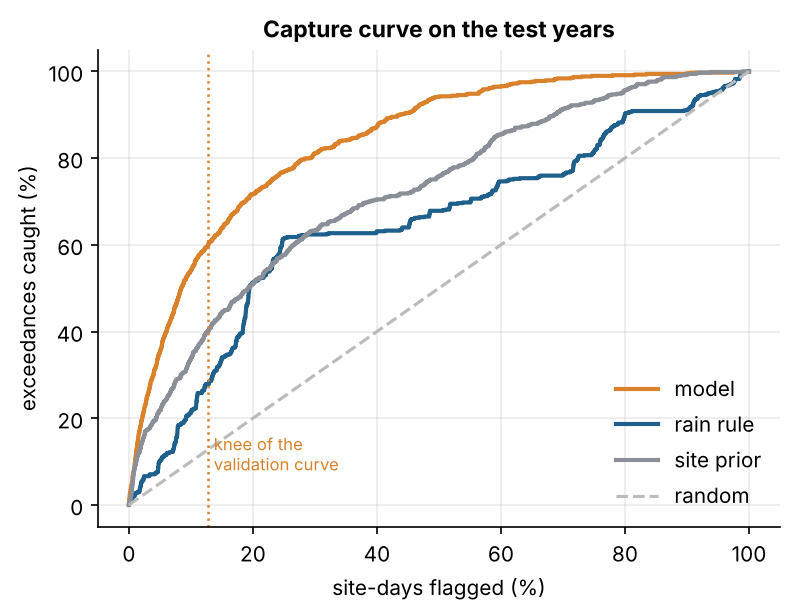 Capture curve on the test years
exceedances caught (%)
100
80
60
40
20
0
knee of the
validation curve
model
rain rule
site prior
random
0 20 40 60 80 100
site-days flagged (%)